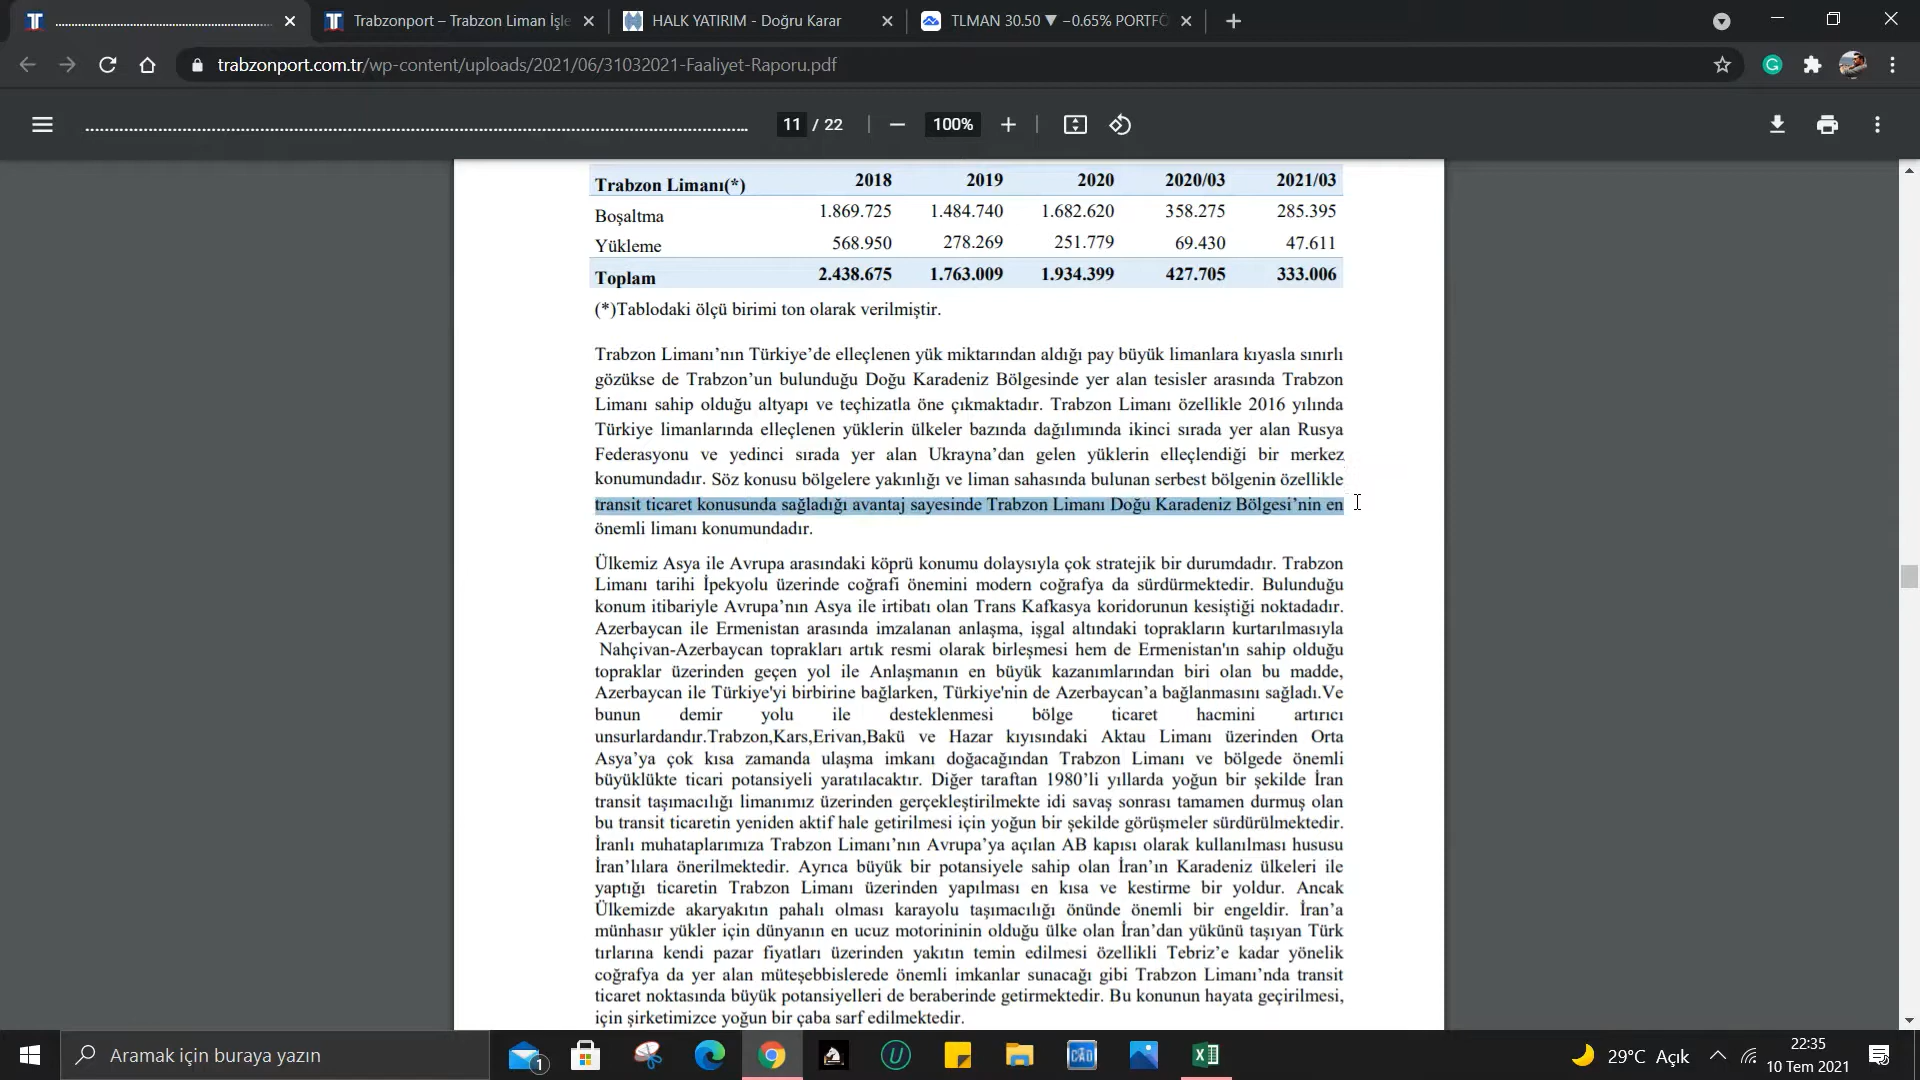 Trabzonport – Trabzon Liman İşle
HALK YATIRIM - Doğru Karar
TLMAN 30.50 ▼ −0.65% PORTFÖ
trabzonport.com.tr/wp-content/uploads/2021/06/31032021-Faaliyet-Raporu.pdf
11 / 22
100%
Trabzon Limanı(*) 2018 2019 2020 2020/03 2021/03
Boşaltma 1.869.725 1.484.740 1.682.620 358.275 285.395
Yükleme 568.950 278.269 251.779 69.430 47.611
Toplam 2.438.675 1.763.009 1.934.399 427.705 333.006
(*)Tablodaki ölçü birimi ton olarak verilmiştir.
Trabzon Limanı’nın Türkiye’de elleçlenen yük miktarından aldığı pay büyük limanlara kıyasla sınırlı
gözükse de Trabzon’un bulunduğu Doğu Karadeniz Bölgesinde yer alan tesisler arasında Trabzon
Limanı sahip olduğu altyapı ve teçhizatla öne çıkmaktadır. Trabzon Limanı özellikle 2016 yılında
Türkiye limanlarında elleçlenen yüklerin ülkeler bazında dağılımında ikinci sırada yer alan Rusya
Federasyonu ve yedinci sırada yer alan Ukrayna’dan gelen yüklerin elleçlendiği bir merkez
konumundadır. Söz konusu bölgelere yakınlığı ve liman sahasında bulunan serbest bölgenin özellikle
transit ticaret konusunda sağladığı avantaj sayesinde Trabzon Limanı Doğu Karadeniz Bölgesi’nin en
önemli limanı konumundadır.
Ülkemiz Asya ile Avrupa arasındaki köprü konumu dolaysıyla çok stratejik bir durumdadır. Trabzon
Limanı tarihi İpekyolu üzerinde coğrafi önemini modern coğrafya da sürdürmektedir. Bulunduğu
konum itibariyle Avrupa’nın Asya ile irtibatı olan Trans Kafkasya koridorunun kesiştiği noktadadır.
Azerbaycan ile Ermenistan arasında imzalanan anlaşma, işgal altındaki toprakların kurtarılmasıyla
Nahçivan-Azerbaycan toprakları artık resmi olarak birleşmesi hem de Ermenistan'ın sahip olduğu
topraklar üzerinden geçen yol ile Anlaşmanın en büyük kazanımlarından biri olan bu madde,
Azerbaycan ile Türkiye'yi birbirine bağlarken, Türkiye'nin de Azerbaycan’a bağlanmasını sağladı.Ve
bunun demir yolu ile desteklenmesi bölge ticaret hacmini artırıcı
unsurlardandır.Trabzon,Kars,Erivan,Bakü ve Hazar kıyısındaki Aktau Limanı üzerinden Orta
Asya’ya çok kısa zamanda ulaşma imkanı doğacağından Trabzon Limanı ve bölgede önemli
büyüklükte ticari potansiyeli yaratılacaktır. Diğer taraftan 1980’li yıllarda yoğun bir şekilde İran
transit taşımacılığı limanımız üzerinden gerçekleştirilmekte idi savaş sonrası tamamen durmuş olan
bu transit ticaretin yeniden aktif hale getirilmesi için yoğun bir şekilde görüşmeler sürdürülmektedir.
İranlı muhataplarımıza Trabzon Limanı’nın Avrupa’ya açılan AB kapısı olarak kullanılması hususu
İran’lılara önerilmektedir. Ayrıca büyük bir potansiyele sahip olan İran’ın Karadeniz ülkeleri ile
yaptığı ticaretin Trabzon Limanı üzerinden yapılması en kısa ve kestirme bir yoldur. Ancak
Ülkemizde akaryakıtın pahalı olması karayolu taşımacılığı önünde önemli bir engeldir. İran’a
münhasır yükler için dünyanın en ucuz motorininin olduğu ülke olan İran’dan yükünü taşıyan Türk
tırlarına kendi pazar fiyatları üzerinden yakıtın temin edilmesi özellikli Tebriz’e kadar yönelik
coğrafya da yer alan müteşebbislerede önemli imkanlar sunacağı gibi Trabzon Limanı’nda transit
ticaret noktasında büyük potansiyelleri de beraberinde getirmektedir. Bu konunun hayata geçirilmesi,
için şirketimizce yoğun bir çaba sarf edilmektedir.
Aramak için buraya yazın
1
CAD
29°C Açık
22:35
10 Tem 2021